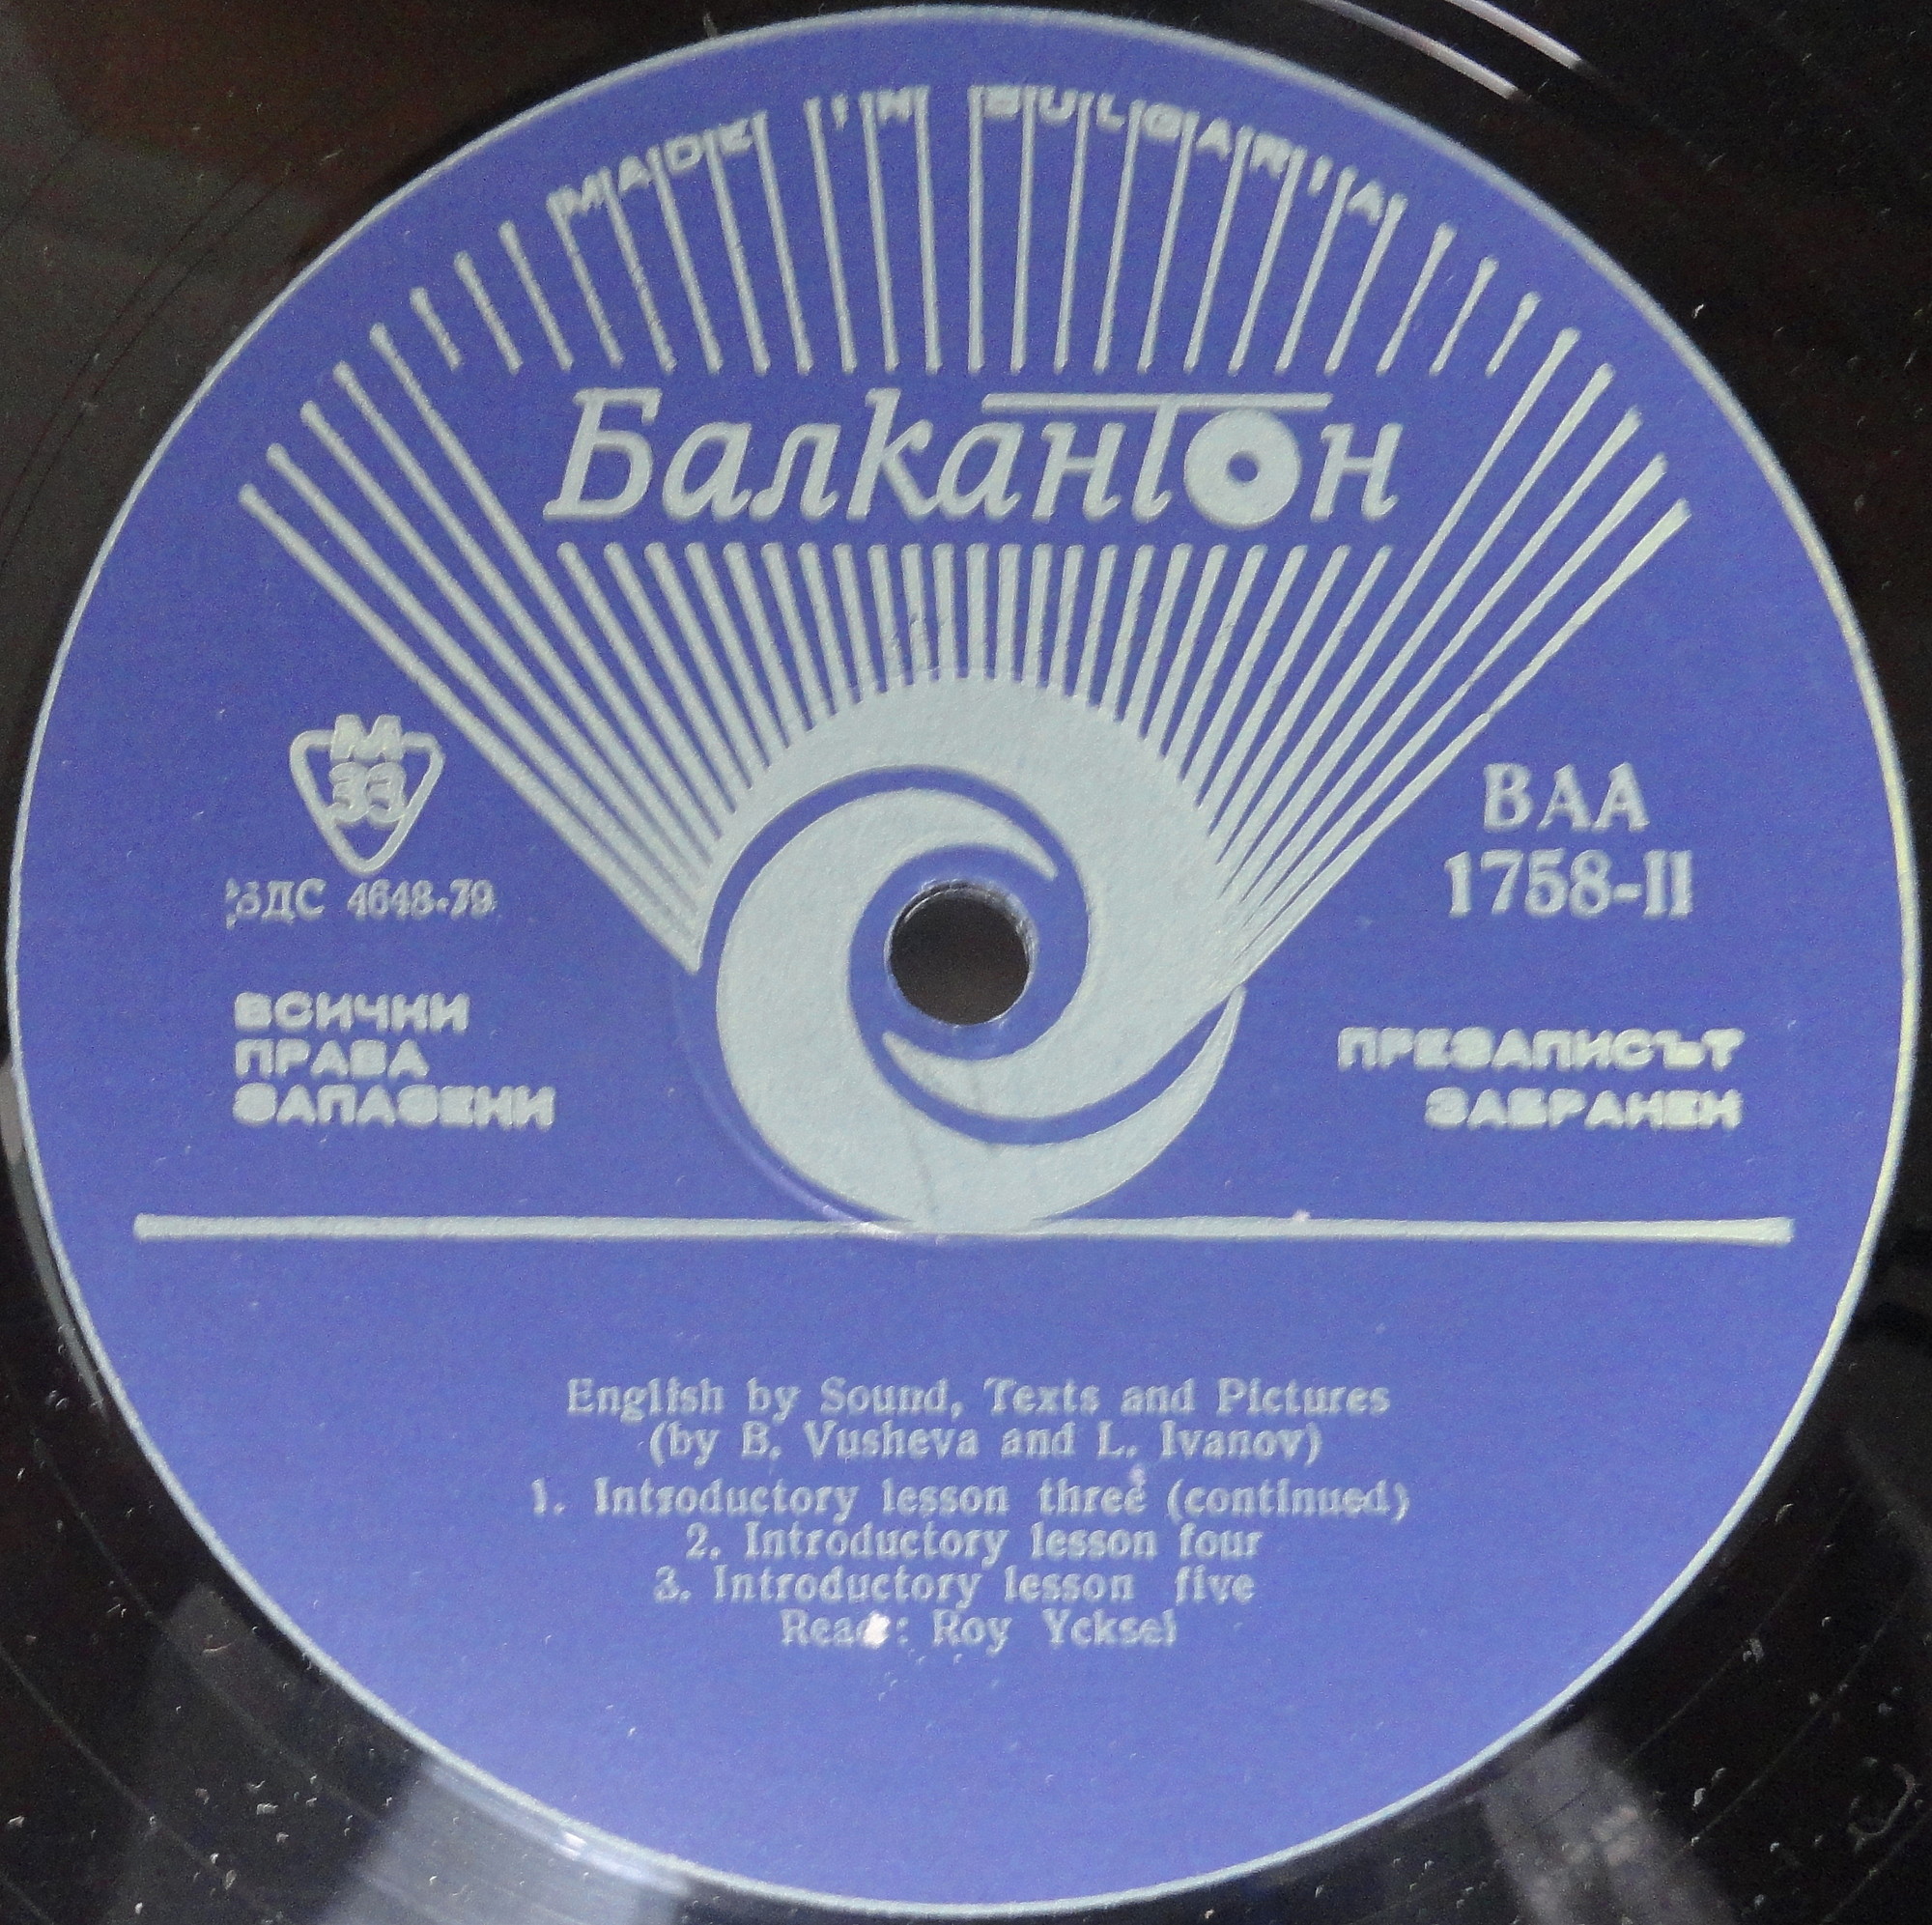 MADE IN BULGARIA
Балкантон
М
33
БДС 4648-79
ВСИЧКИ
ПРАВА
ЗАПАЗЕНИ
ВАА
1758-II
ПРЕЗАПИСЪТ
ЗАБРАНЕН
English by Sound, Texts and Pictures
(by B. Vusheva and L. Ivanov)
1. Introductory lesson three (continued)
2. Introductory lesson four
3. Introductory lesson five
Roy Ycksel